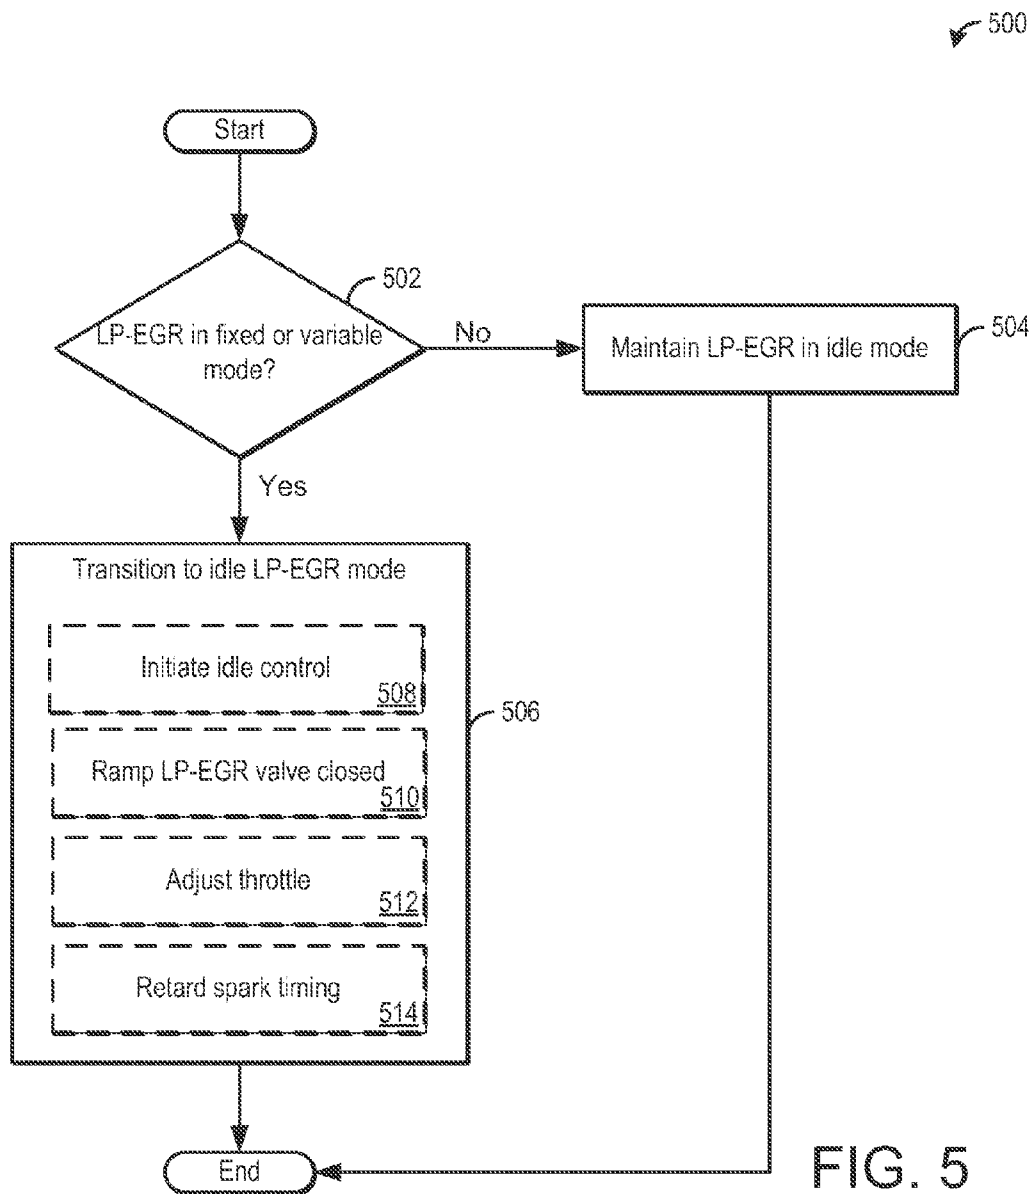 500
Start
502
LP-EGR in fixed or variable
mode?
No
504
Maintain LP-EGR in idle mode
Yes
Transition to idle LP-EGR mode
Initiate idle control
508
506
Ramp LP-EGR valve closed
510
Adjust throttle
512
Retard spark timing
514
End
FIG. 5